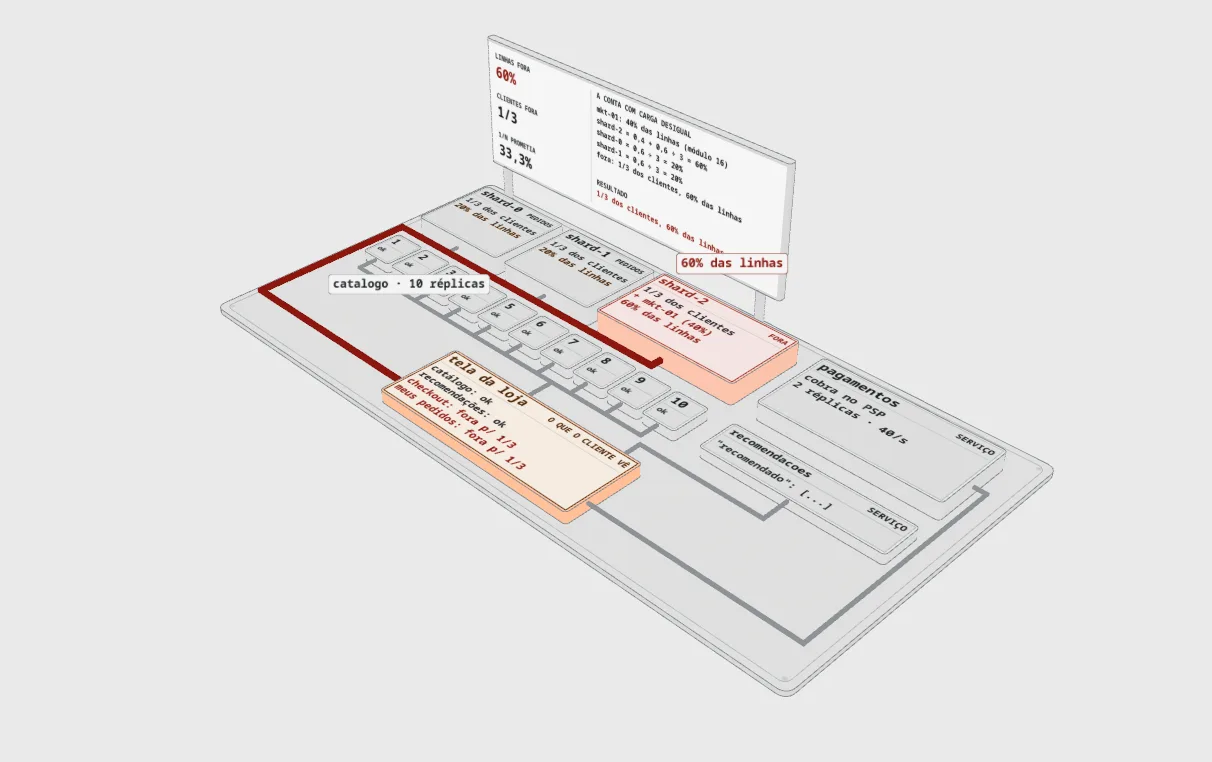 LINHAS FORA
60%
CLIENTES FORA
1/3
1/N PROMETIA
33,3%
A CONTA COM CARGA DESIGUAL
mkt-01: 40% das linhas (módulo 16)
shard-2 = 0.4 + 0,6 ÷ 3 = 60%
shard-0 = 0,6 ÷ 3 = 20%
shard-1 = 0,6 ÷ 3 = 20%
fora: 1/3 dos clientes, 60% das linhas
RESULTADO
1/3 dos clientes, 60% das linhas
60% das linhas
shard-0 PEDIDOS
1/3 dos clientes
20% das linhas
shard-1 PEDIDOS
1/3 dos clientes
20% das linhas
shard-2
1/3 dos clientes
+ mkt-01 (40%)
60% das linhas
FORA
catalogo · 10 réplicas
1
ok
2
ok
3
ok
5
ok
6
ok
7
ok
8
ok
9
ok
10
ok
tela da loja
O QUE O CLIENTE VÊ
catálogo: ok
recomendações: ok
checkout: fora p/ 1/3
meus pedidos: fora p/ 1/3
pagamentos
SERVIÇO
cobra no PSP
2 réplicas · 40/s
recomendacoes
SERVIÇO
"recomendado": [...]